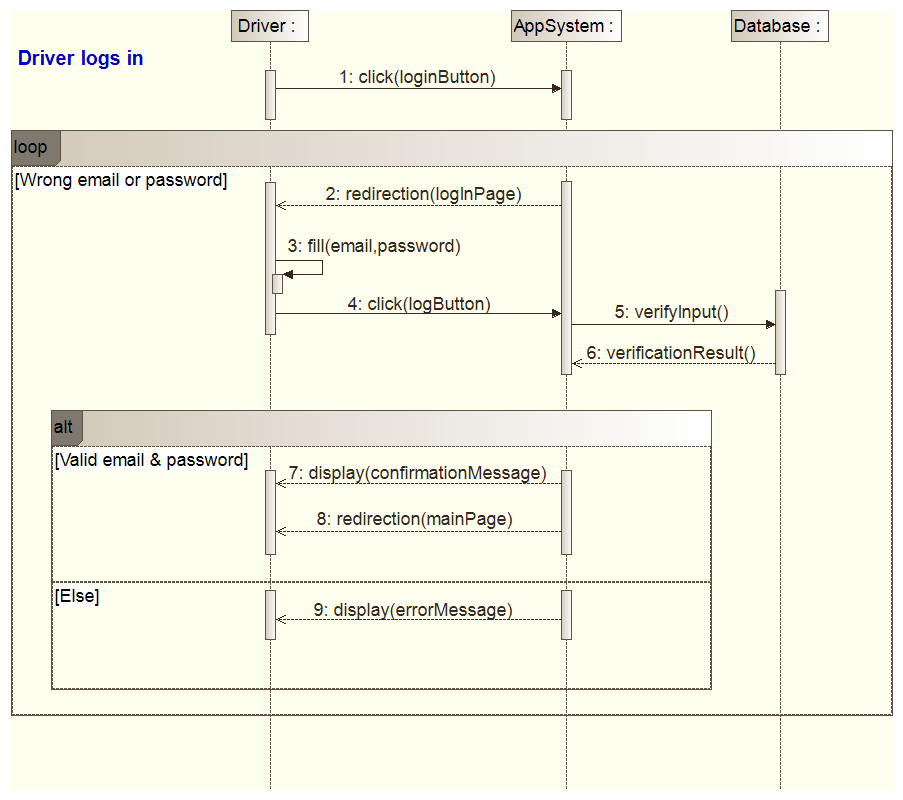 Driver :
AppSystem :
Database :
Driver logs in
1: click(loginButton)
loop
[Wrong email or password]
2: redirection(logInPage)
3: fill(email,password)
4: click(logButton)
5: verifyInput()
6: verificationResult()
alt
[Valid email & password]
7: display(confirmationMessage)
8: redirection(mainPage)
[Else]
9: display(errorMessage)